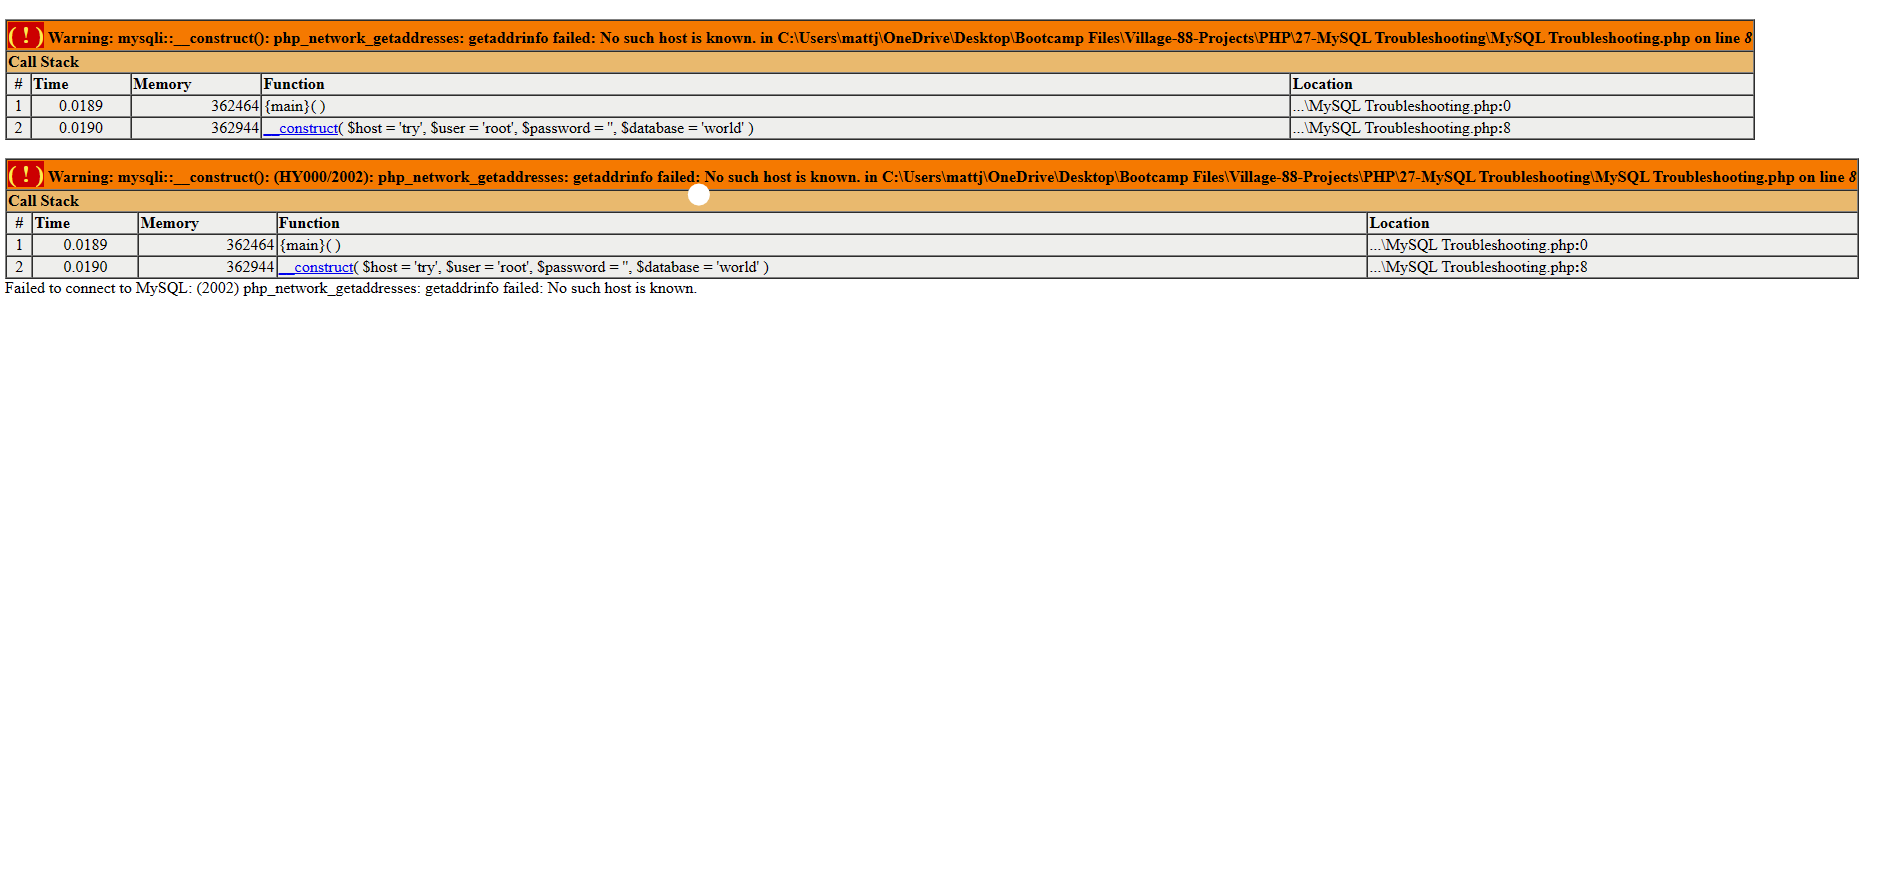 ( ! ) Warning: mysqli::__construct(): php_network_getaddresses: getaddrinfo failed: No such host is known. in C:\Users\mattj\OneDrive\Desktop\Bootcamp Files\Village-88-Projects\PHP\27-MySQL Troubleshooting\MySQL Troubleshooting.php on line 8
Call Stack
# Time Memory Function Location
1 0.0189 362464 {main}( ) ...\MySQL Troubleshooting.php:0
2 0.0190 362944 __construct( $host = 'try', $user = 'root', $password = '', $database = 'world' ) ...\MySQL Troubleshooting.php:8
( ! ) Warning: mysqli::__construct(): (HY000/2002): php_network_getaddresses: getaddrinfo failed: No such host is known. in C:\Users\mattj\OneDrive\Desktop\Bootcamp Files\Village-88-Projects\PHP\27-MySQL Troubleshooting\MySQL Troubleshooting.php on line 8
Call Stack
# Time Memory Function Location
1 0.0189 362464 {main}( ) ...\MySQL Troubleshooting.php:0
2 0.0190 362944 __construct( $host = 'try', $user = 'root', $password = '', $database = 'world' ) ...\MySQL Troubleshooting.php:8
Failed to connect to MySQL: (2002) php_network_getaddresses: getaddrinfo failed: No such host is known.